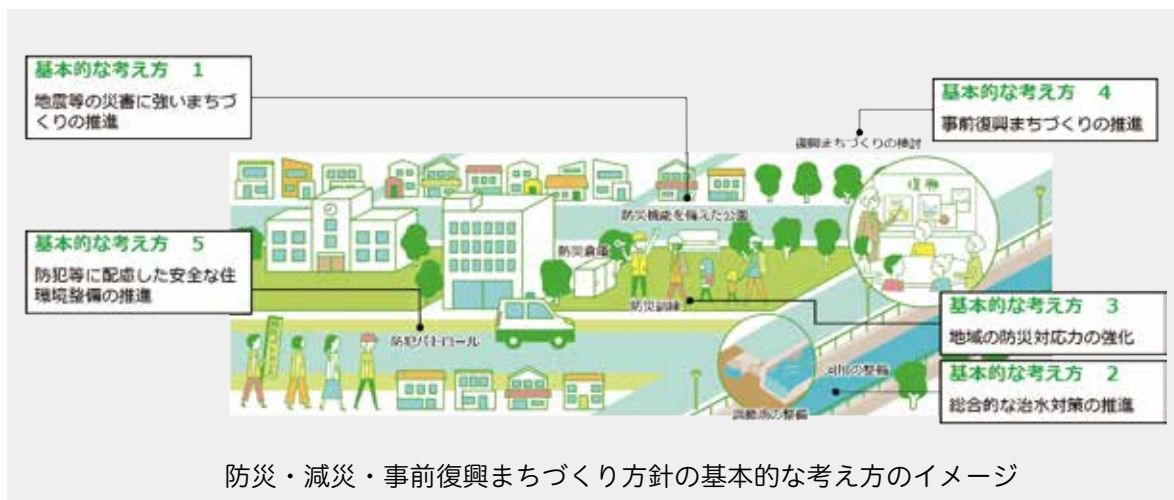 基本的な考え方 1
地震等の災害に強いまちづ
くりの推進
基本的な考え方 4
事前復興まちづくりの推進
復興まちづくりの検討
復興
防災機能を備えた公園
基本的な考え方 5
防犯等に配慮した安全な住
環境整備の推進
防災倉庫
防災訓練
基本的な考え方 3
地域の防災対応力の強化
防犯パトロール
河川の整備
基本的な考え方 2
総合的な治水対策の推進
調節池の整備
防災・減災・事前復興まちづくり方針の基本的な考え方のイメージ